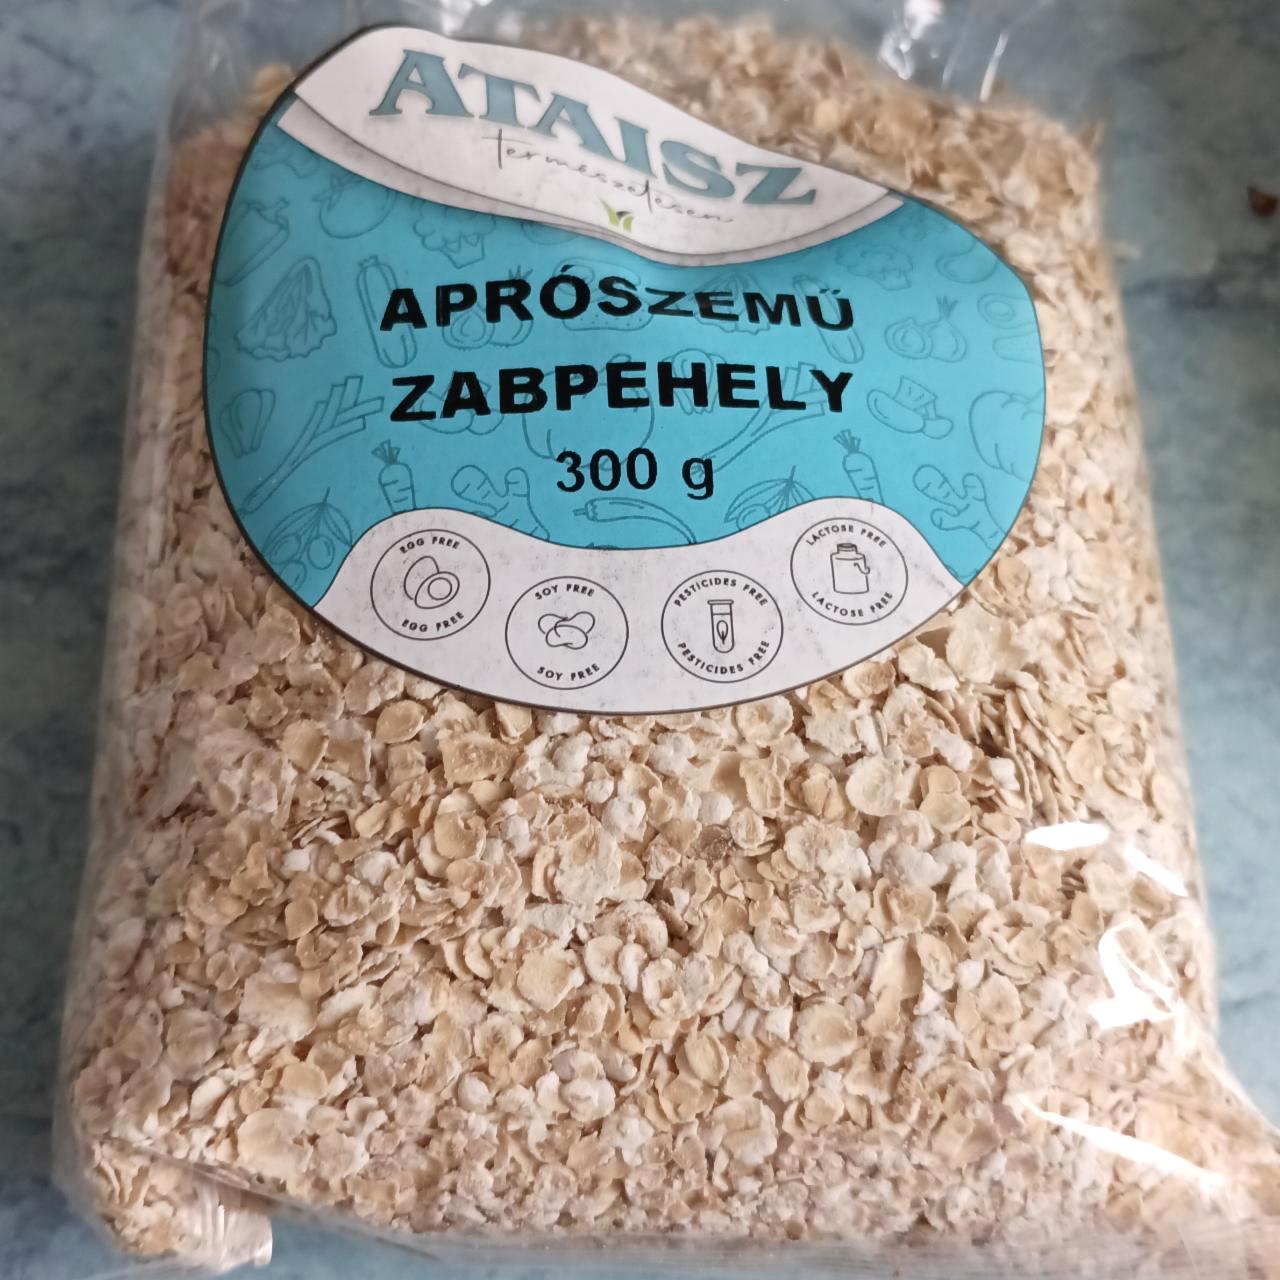 ATAISZ
természetesen
APRÓSZEMŰ
ZABPEHELY
300 g
EGG FREE
EGG FREE
SOY FREE
SOY FREE
PESTICIDES FREE
PESTICIDES FREE
LACTOSE FREE
LACTOSE FREE